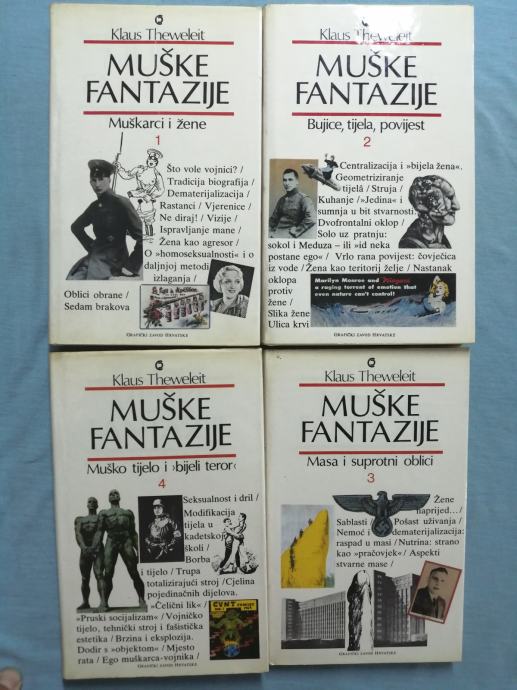 Klaus Theweleit
MUŠKE
FANTAZIJE
Muškarci i žene
1
Što vole vojnici? /
Tradicija biografija /
Dematerijalizacija /
Rastanci / Vjerenice /
Ne diraj! / Vizije /
Ispravljanje mane /
Žena kao agresor /
O »homoseksualnosti« i o
daljnjoj metodi
izlaganja /
Oblici obrane /
Sedam brakova
GRAFIČKI ZAVOD HRVATSKE
Klaus Theweleit
MUŠKE
FANTAZIJE
Bujice, tijela, povijest
2
Centralizacija i »bijela žena«.
Geometriziranje
tijelâ / Struja /
Kuhanje / »Jedina« i
sumnja u bit stvarnosti.
Dvofrontalni oklop /
Solo uz pratnju:
sokol i Meduza – ili »id neka
postane ego« / Vrlo rana povijest: čovječica
iz vode / Žena kao teritorij želje / Nastanak
oklopa
protiv
žene /
Slika žene
Ulica krvi
Marilyn Monroe and Niagara
a raging torrent of emotion that
even nature can't control!
GRAFIČKI ZAVOD HRVATSKE
Klaus Theweleit
MUŠKE
FANTAZIJE
Muško tijelo i ›bijeli teror‹
4
Seksualnost i dril /
Modifikacija
tijela u
kadetskoj
školi /
Borba
i tijelo / Trupa
totalizirajući stroj / Cjelina
pojedinačnih dijelova.
»Čelični lik« /
»Pruski socijalizam« / Vojničko
tijelo, tehnički stroj i fašistička
estetika / Brzina i eksplozija.
Dodir s »objektom« / Mjesto
rata / Ego muškarca-vojnika /
CVNT
GRAFIČKI ZAVOD HRVATSKE
Klaus Theweleit
MUŠKE
FANTAZIJE
Masa i suprotni oblici
3
Žene
naprijed... /
Sablasti / Pošast uživanja /
Nemoć i dematerijalizacija:
raspad u masi / Nutrina: strano
kao »pračovjek« / Aspekti
stvarne mase /
GRAFIČKI ZAVOD HRVATSKE